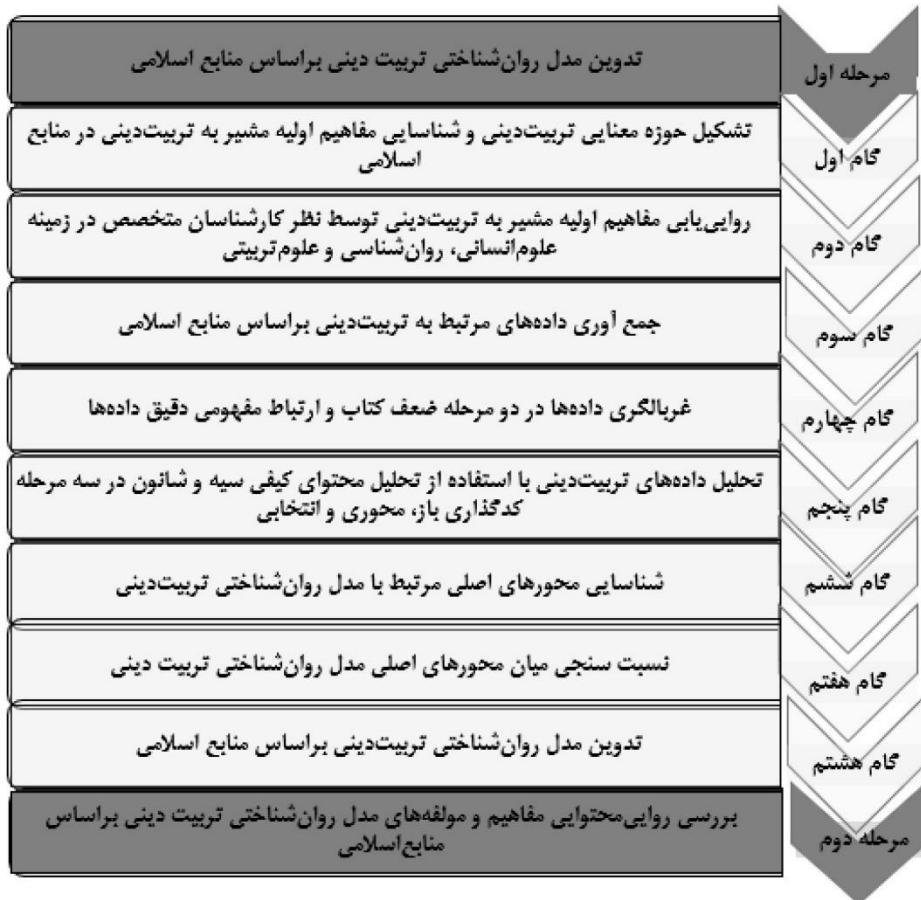 مرحله اول
تدوین مدل روان‌شناختی تربیت دینی براساس منابع اسلامی
گام اول
تشکیل حوزه معنایی تربیت‌دینی و شناسایی مفاهیم اولیه مشیر به تربیت‌دینی در منابع
اسلامی
گام دوم
روایی‌یابی مفاهیم اولیه مشیر به تربیت‌دینی توسط نظر کارشناسان متخصص در زمینه
علوم‌انسانی، روان‌شناسی و علوم‌تربیتی
گام سوم
جمع آوری داده‌های مرتبط به تربیت‌دینی براساس منابع اسلامی
گام چهارم
غربالگری داده‌ها در دو مرحله ضعف کتاب و ارتباط مفهومی دقیق داده‌ها
گام پنجم
تحلیل داده‌های تربیت‌دینی با استفاده از تحلیل محتوای کیفی سیه و شانون در سه مرحله
کدگذاری باز، محوری و انتخابی
گام ششم
شناسایی محورهای اصلی مرتبط با مدل روان‌شناختی تربیت‌دینی
گام هفتم
نسبت سنجی میان محورهای اصلی مدل روان‌شناختی تربیت دینی
گام هشتم
تدوین مدل روان‌شناختی تربیت‌دینی براساس منابع اسلامی
مرحله دوم
بررسی روایی‌محتوایی مفاهیم و مولفه‌های مدل روان‌شناختی تربیت دینی براساس
منابع‌اسلامی